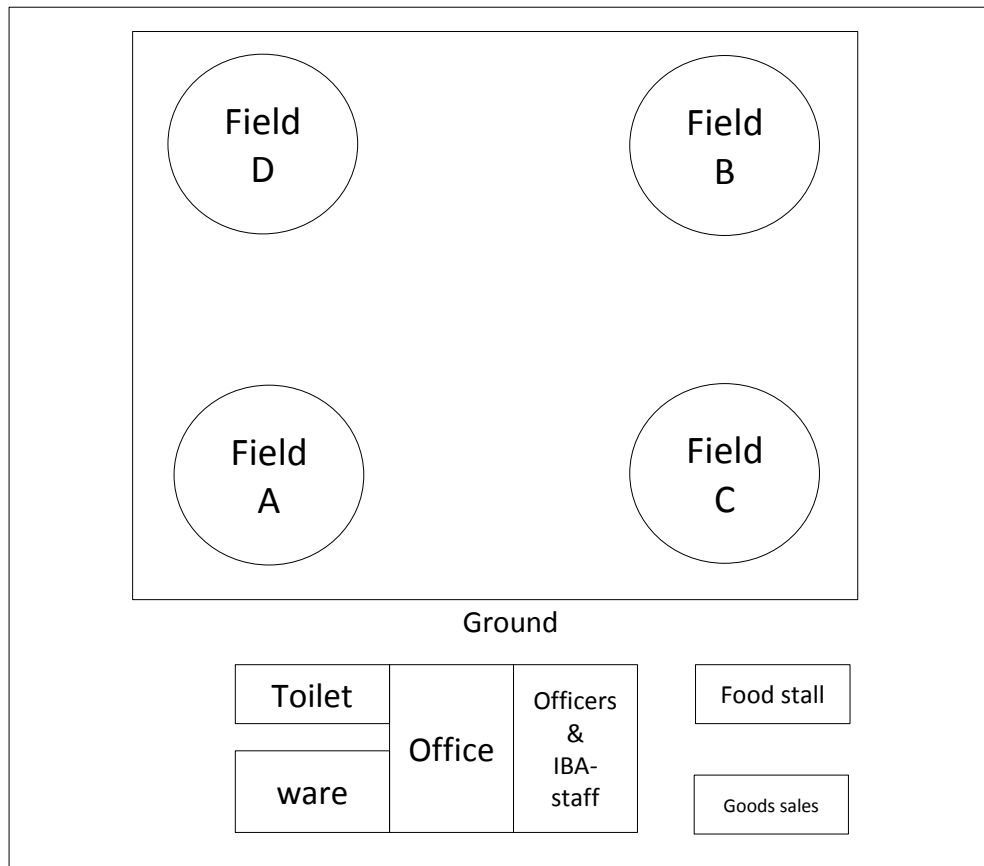 Field
D
Field
B
Field
A
Field
C
Ground
Toilet
ware
Office
Officers
&
IBA-
staff
Food stall
Goods sales